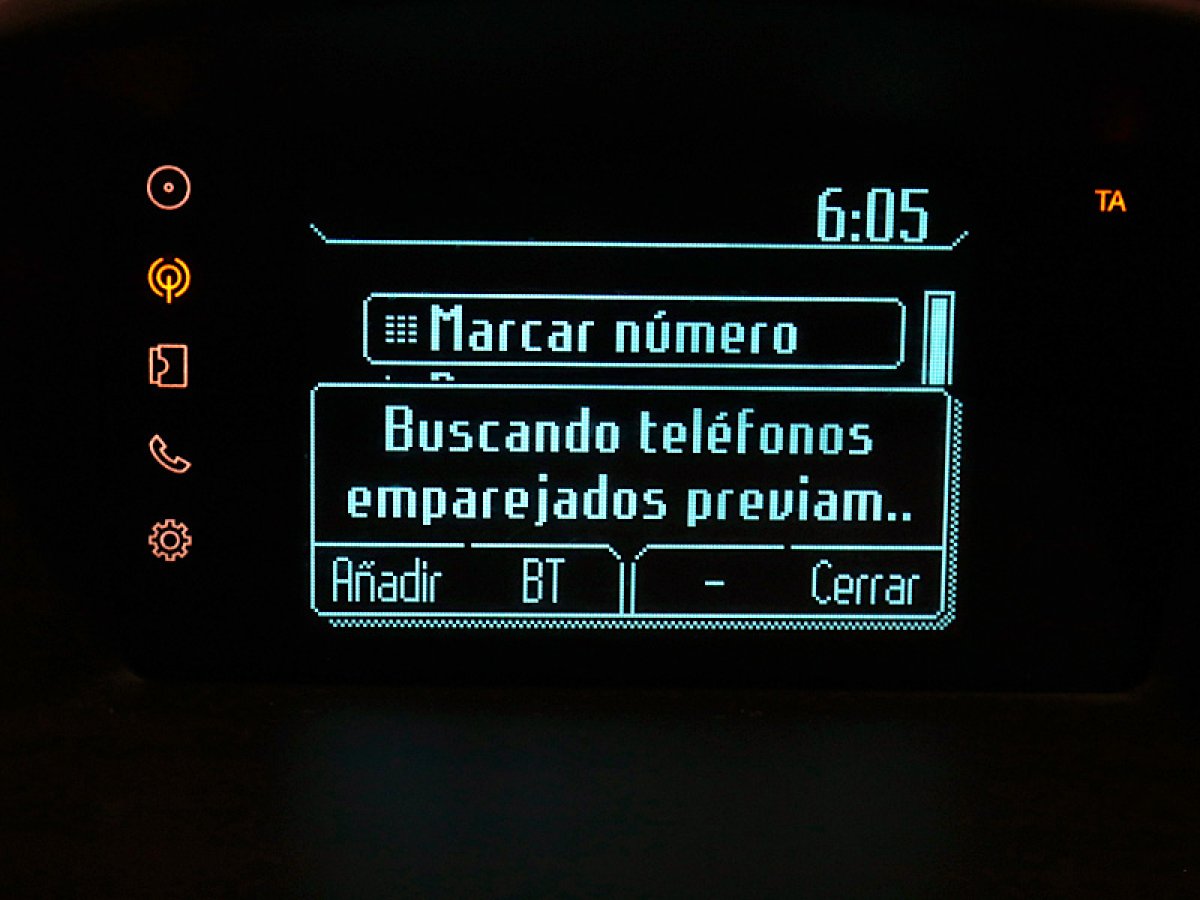 6:05
TA
Marcar número
Buscando teléfonos
emparejados previam..
Añadir BT - Cerrar